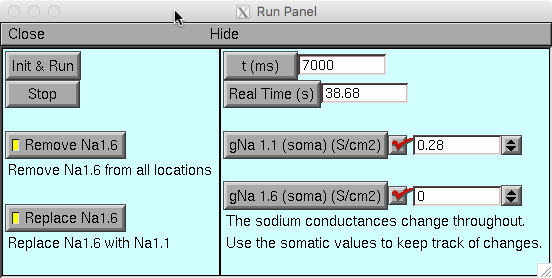 Run Panel
Close Hide
Init & Run
Stop
Remove Na1.6
Remove Na1.6 from all locations
Replace Na1.6
Replace Na1.6 with Na1.1
t (ms) 7000
Real Time (s) 38.68
gNa 1.1 (soma) (S/cm2) 0.28
gNa 1.6 (soma) (S/cm2) 0
The sodium conductances change throughout.
Use the somatic values to keep track of changes.